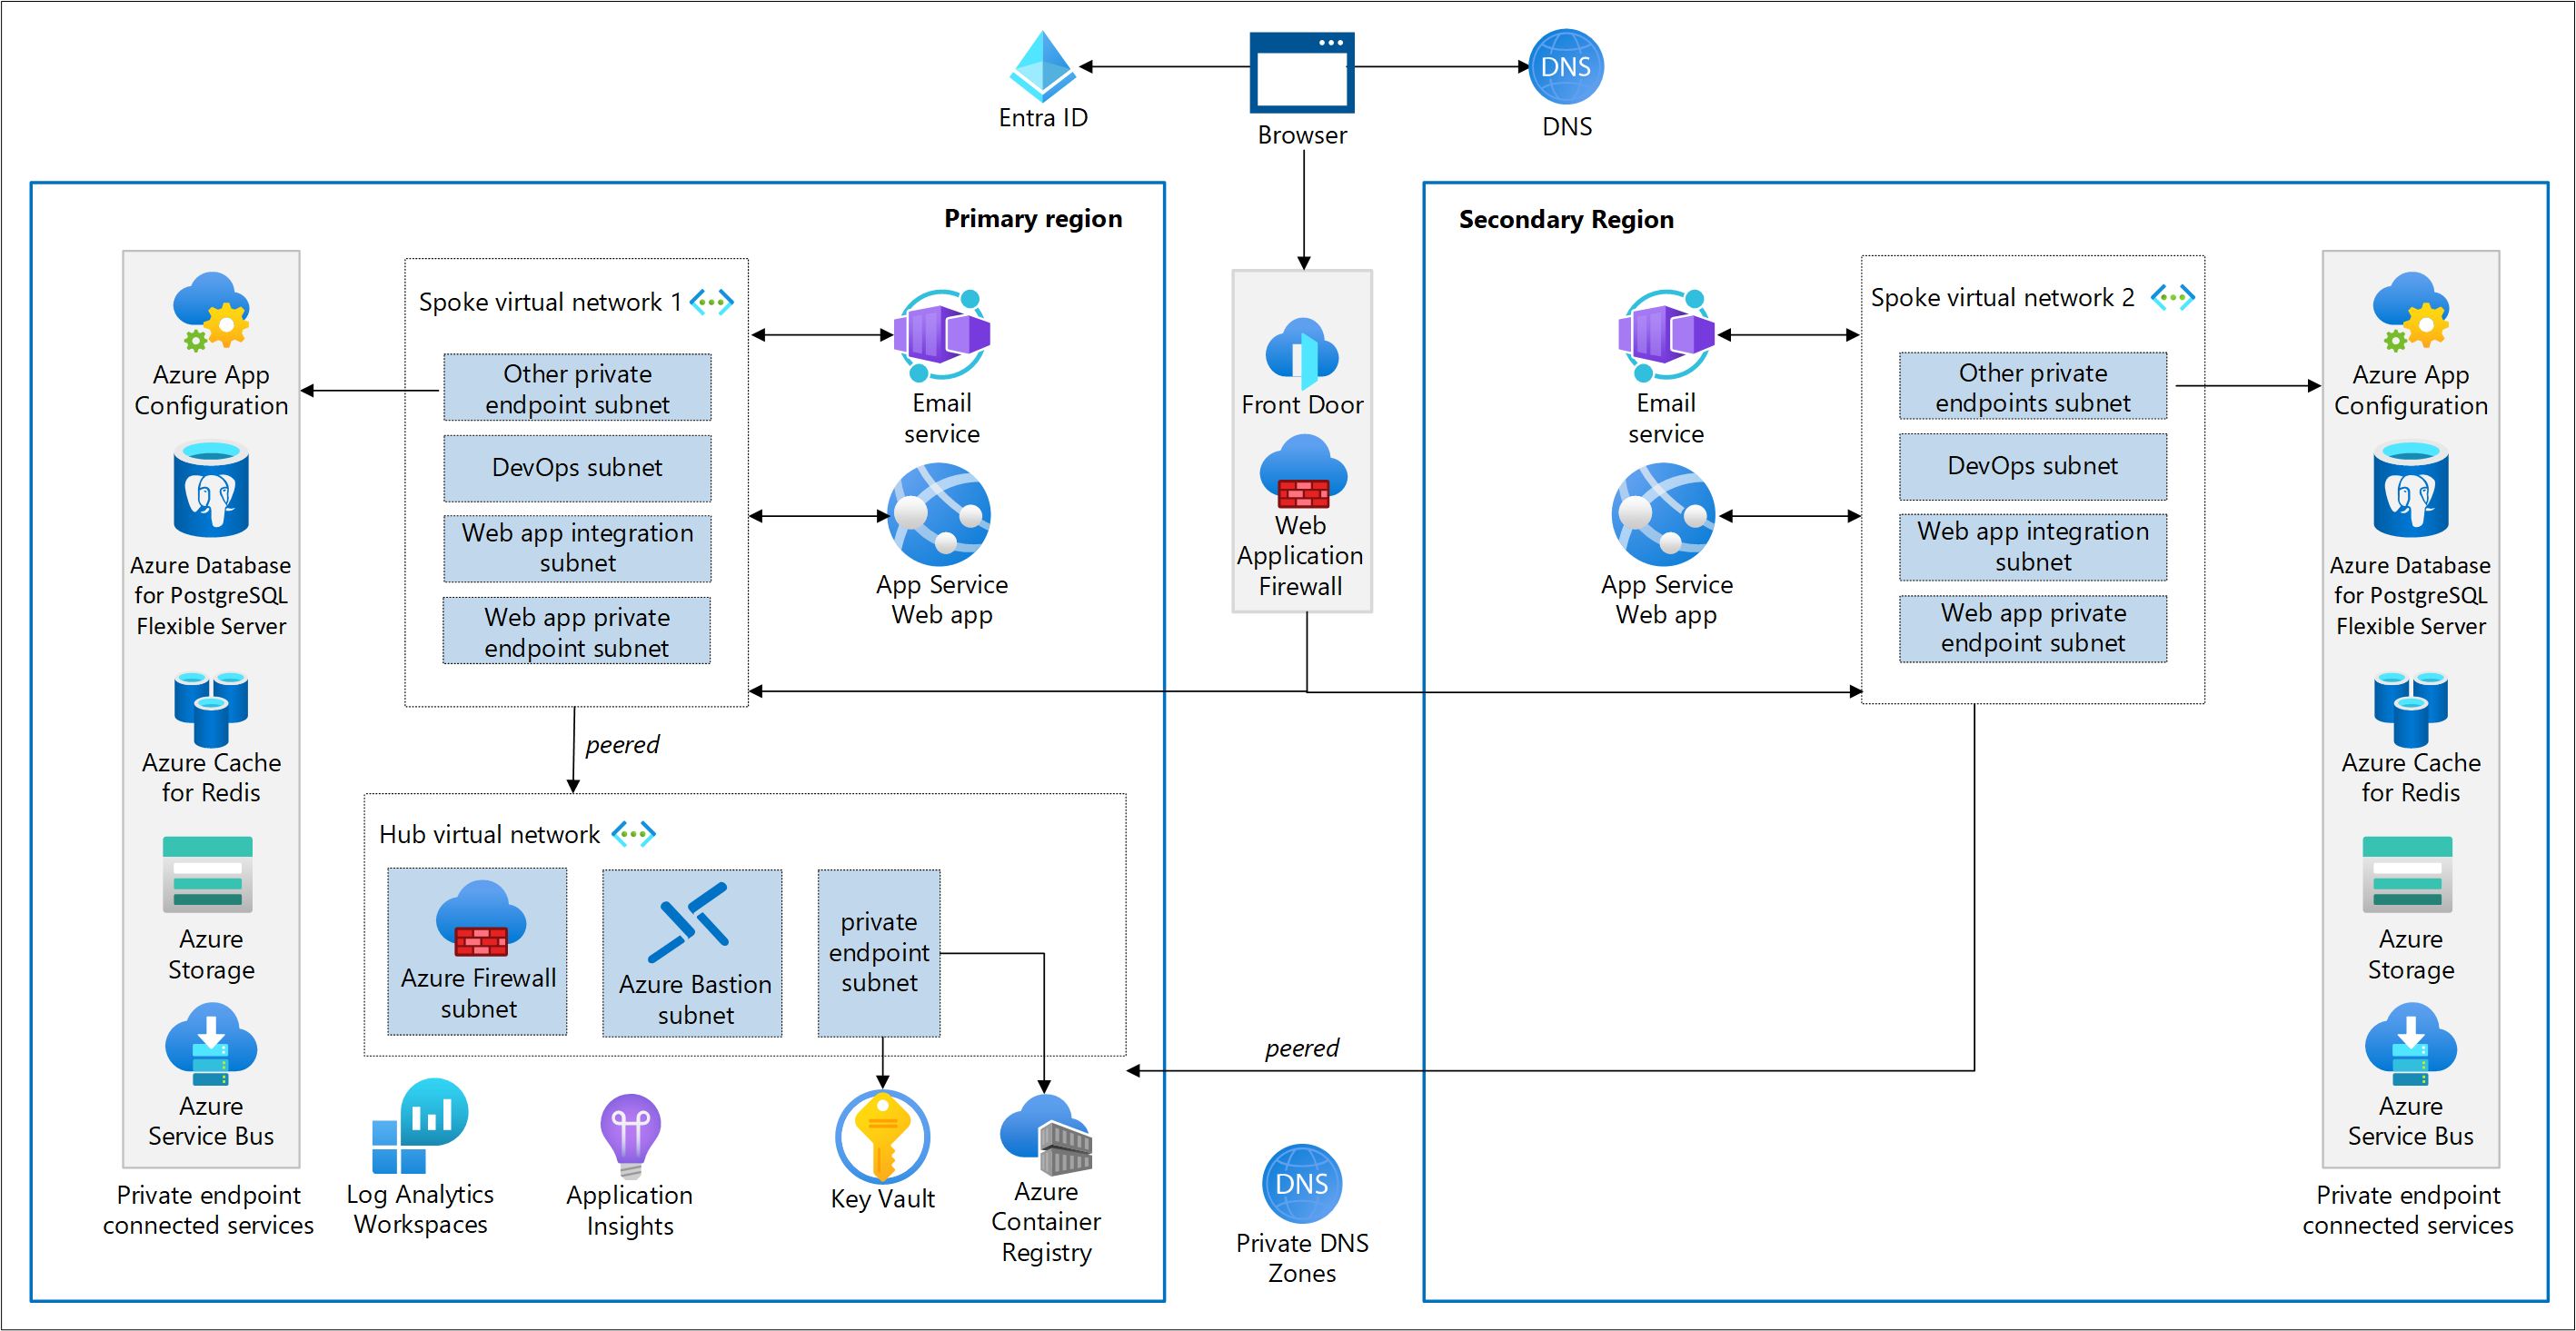 Entra ID
Browser
DNS
DNS
Primary region
Azure App
Configuration
Azure Database
for PostgreSQL
Flexible Server
Azure Cache
for Redis
Azure
Storage
Azure
Service Bus
Private endpoint
connected services
Spoke virtual network 1
Other private
endpoint subnet
DevOps subnet
Web app integration
subnet
Web app private
endpoint subnet
Email
service
App Service
Web app
peered
Hub virtual network
Azure Firewall
subnet
Azure Bastion
subnet
private
endpoint
subnet
Log Analytics
Workspaces
Application
Insights
Key Vault
Azure
Container
Registry
Front Door
Web
Application
Firewall
peered
DNS
Private DNS
Zones
Secondary Region
Email
service
App Service
Web app
Spoke virtual network 2
Other private
endpoints subnet
DevOps subnet
Web app integration
subnet
Web app private
endpoint subnet
Azure App
Configuration
Azure Database
for PostgreSQL
Flexible Server
Azure Cache
for Redis
Azure
Storage
Azure
Service Bus
Private endpoint
connected services